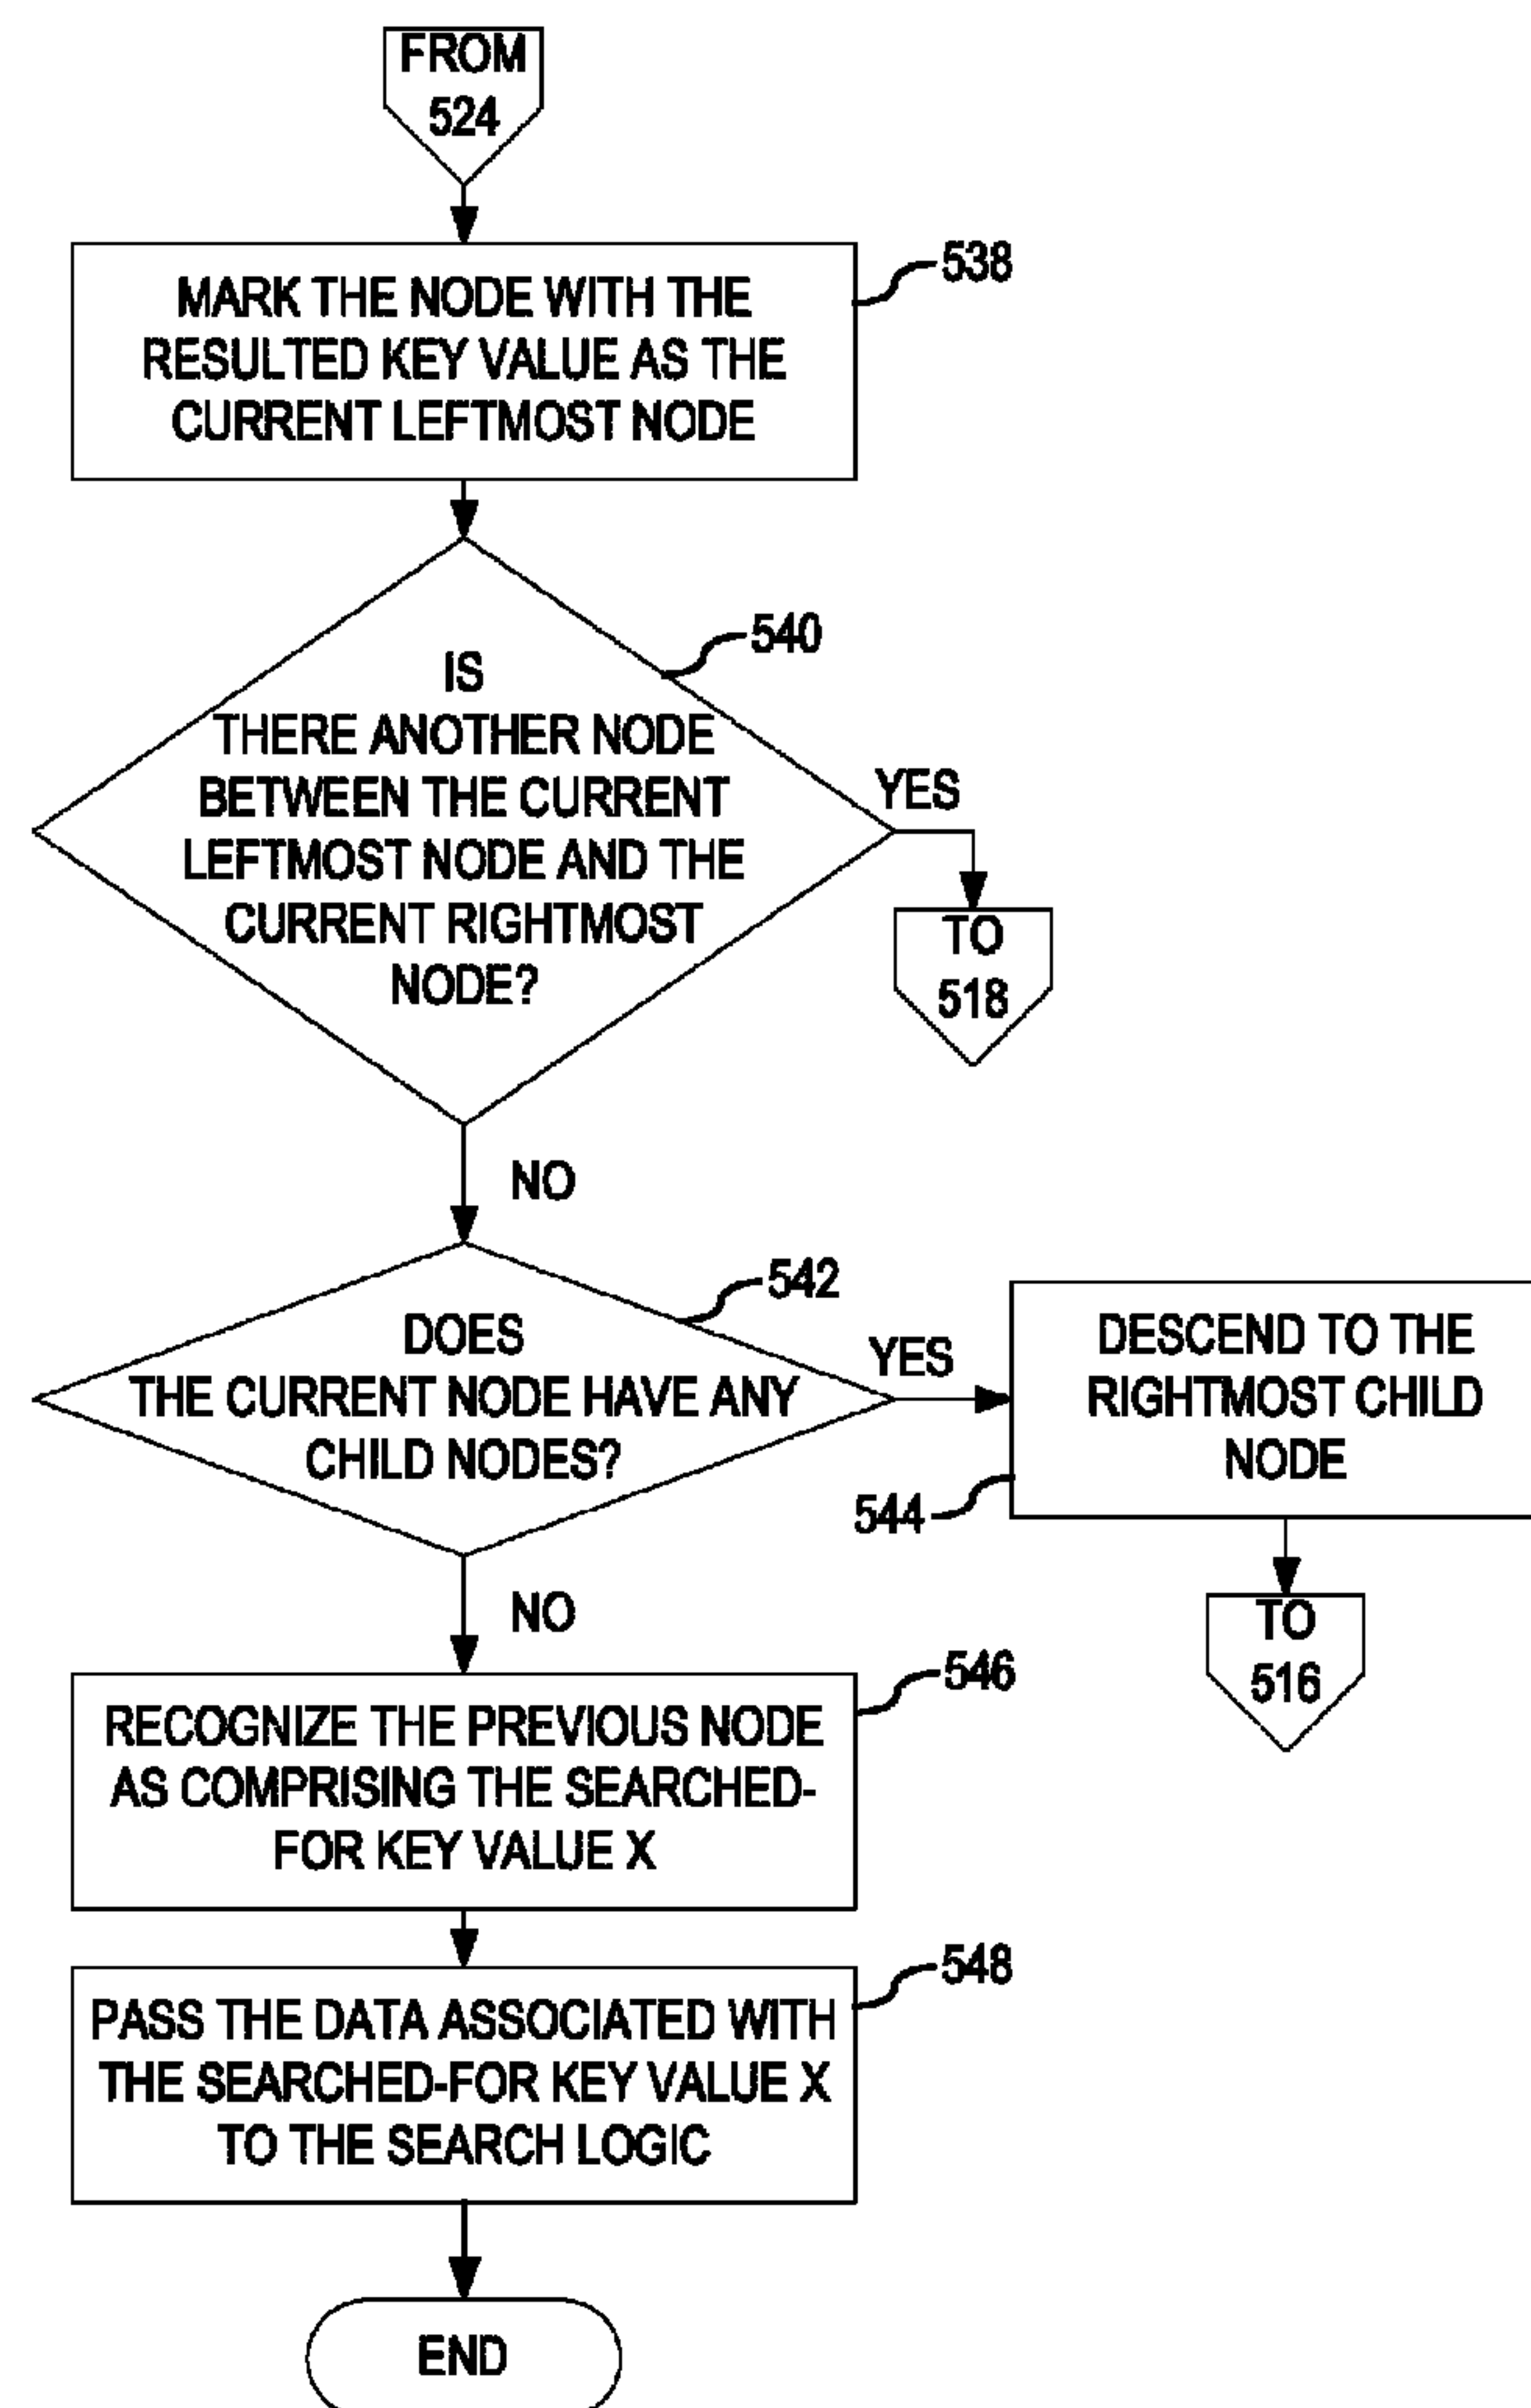 FROM
524
538
MARK THE NODE WITH THE
RESULTED KEY VALUE AS THE
CURRENT LEFTMOST NODE
540
IS
THERE ANOTHER NODE
BETWEEN THE CURRENT
LEFTMOST NODE AND THE
CURRENT RIGHTMOST
NODE?
YES
TO
518
NO
542
DOES
THE CURRENT NODE HAVE ANY
CHILD NODES?
YES
DESCEND TO THE
RIGHTMOST CHILD
NODE
544
TO
516
NO
546
RECOGNIZE THE PREVIOUS NODE
AS COMPRISING THE SEARCHED-
FOR KEY VALUE X
548
PASS THE DATA ASSOCIATED WITH
THE SEARCHED-FOR KEY VALUE X
TO THE SEARCH LOGIC
END